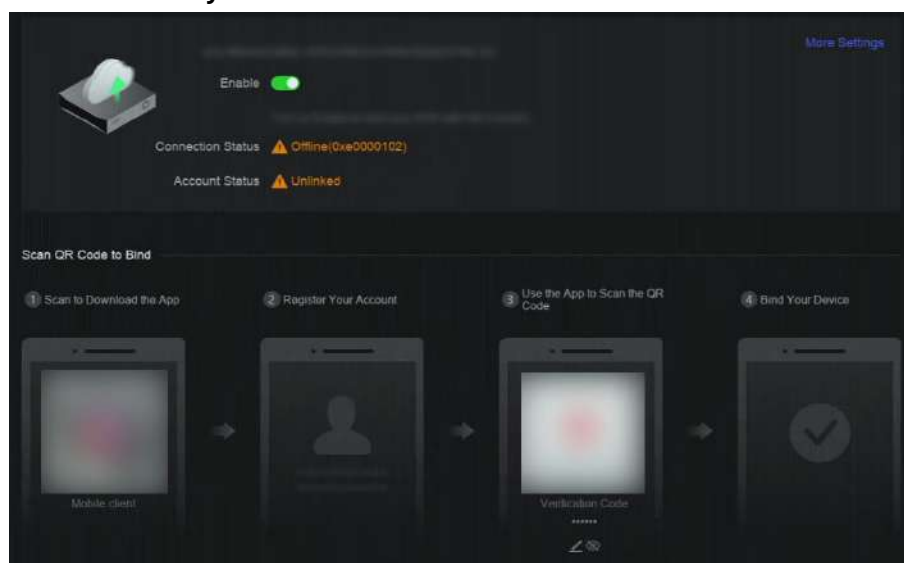 More Settings
Enable
Connection Status
Offline(0xe0000102)
Account Status
Unlinked
Scan QR Code to Bind
1 Scan to Download the App
2 Register Your Account
3 Use the App to Scan the QR
Code
4 Bind Your Device
Mobile client
Verification Code
******